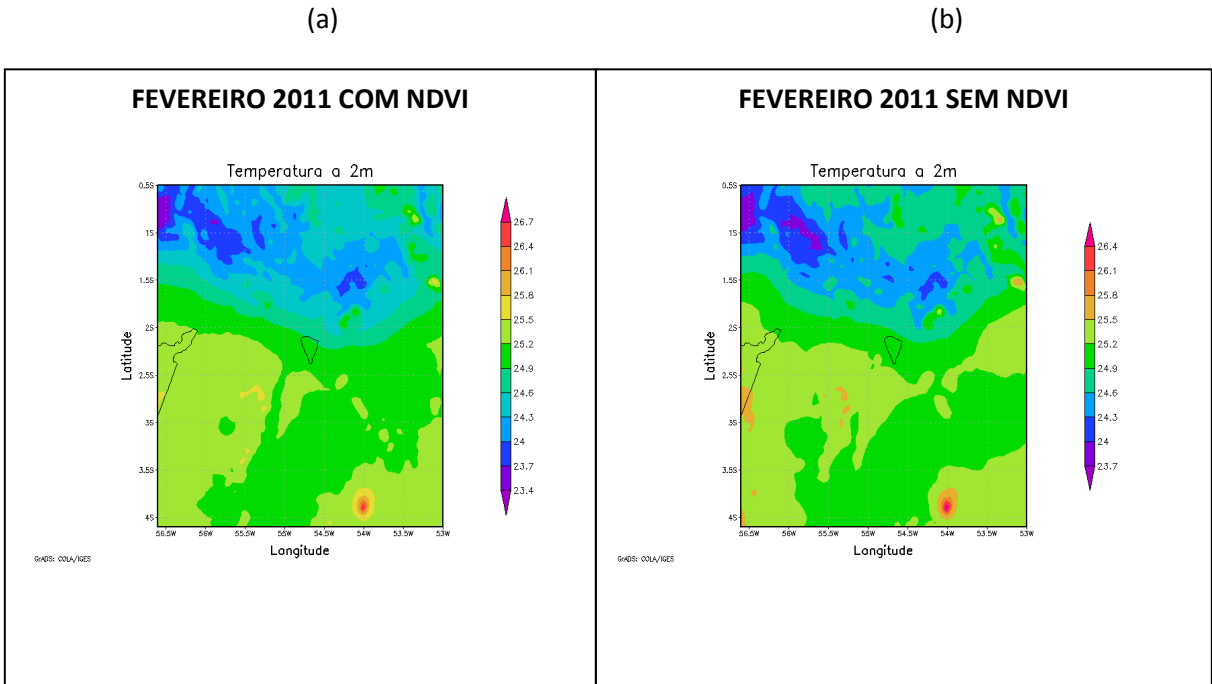 (a)
(b)
FEVEREIRO 2011 COM NDVI
FEVEREIRO 2011 SEM NDVI
Temperatura a 2m
0.5S
1S
1.5S
2S
2.5S
3S
3.5S
4S
Latitude
56.5W 56W 55.5W 55W 54.5W 54W 53.5W 53W
Longitude
26.7
26.4
26.1
25.8
25.5
25.2
24.9
24.6
24.3
24
23.7
23.4
GrADS: COLA/IGES
Temperatura a 2m
0.5S
1S
1.5S
2S
2.5S
3S
3.5S
4S
Latitude
56.5W 56W 55.5W 55W 54.5W 54W 53.5W 53W
Longitude
26.4
26.1
25.8
25.5
25.2
24.9
24.6
24.3
24
23.7
GrADS: COLA/IGES